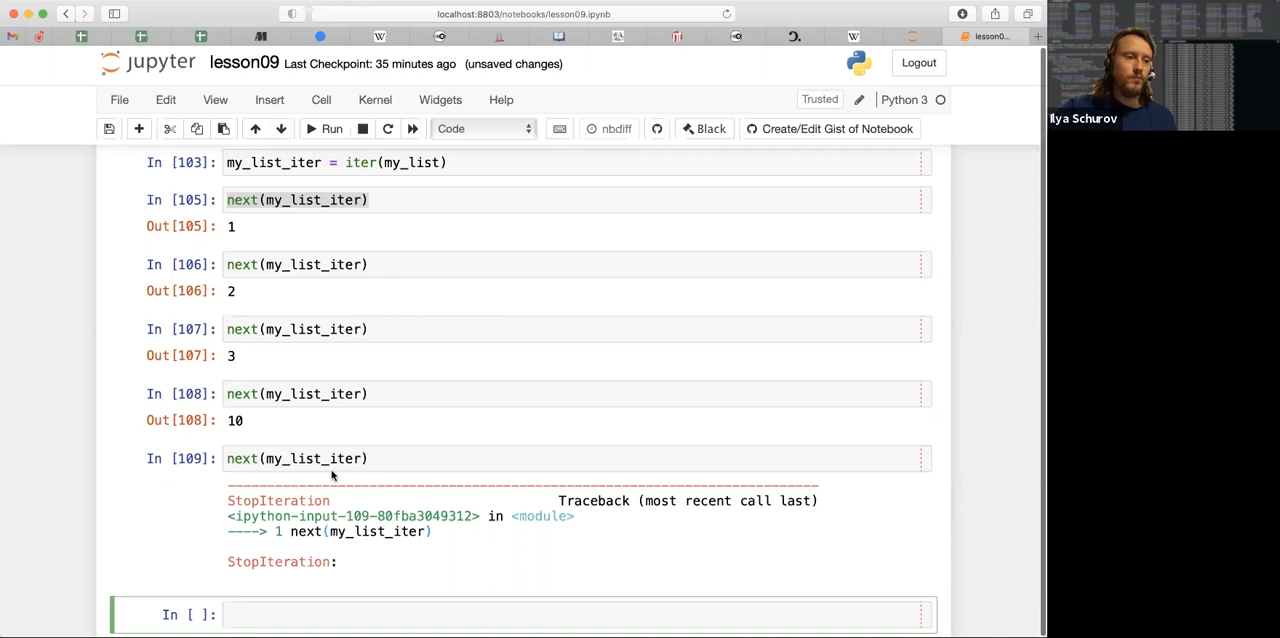 localhost:8803/notebooks/lesson09.ipynb
lesson0...
jupyter lesson09 Last Checkpoint: 35 minutes ago (unsaved changes)
Logout
File Edit View Insert Cell Kernel Widgets Help
Trusted Python 3
Run Code nbdiff Black Create/Edit Gist of Notebook
In [103]: my_list_iter = iter(my_list)
In [105]: next(my_list_iter)
Out[105]: 1
In [106]: next(my_list_iter)
Out[106]: 2
In [107]: next(my_list_iter)
Out[107]: 3
In [108]: next(my_list_iter)
Out[108]: 10
In [109]: next(my_list_iter)
StopIteration Traceback (most recent call last)
<ipython-input-109-80fba3049312> in <module>
----> 1 next(my_list_iter)
StopIteration:
In [ ]:
Ilya Schurov